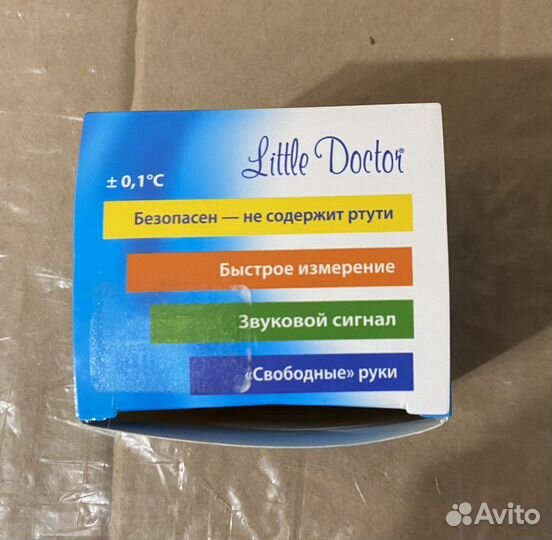 Little Doctor®
± 0,1°C
Безопасен — не содержит ртути
Быстрое измерение
Звуковой сигнал
«Свободные» руки
Avito